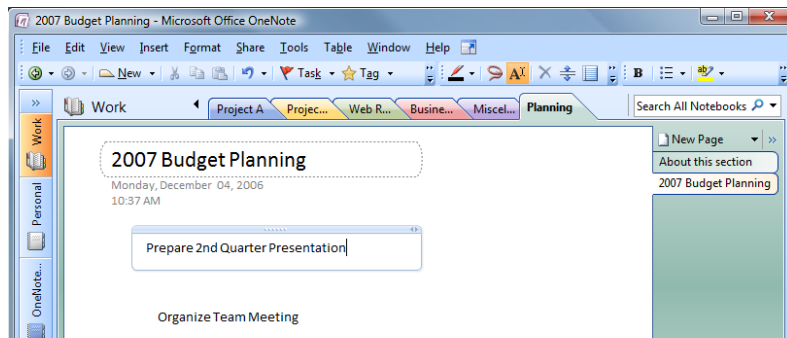 2007 Budget Planning - Microsoft Office OneNote
File Edit View Insert Format Share Tools Table Window Help
New Task Tag A B ab
Work Project A Projec... Web R... Busine... Miscel... Planning Search All Notebooks
Work
Personal
OneNote...
2007 Budget Planning
Monday, December 04, 2006
10:37 AM
Prepare 2nd Quarter Presentation
Organize Team Meeting
New Page
About this section
2007 Budget Planning